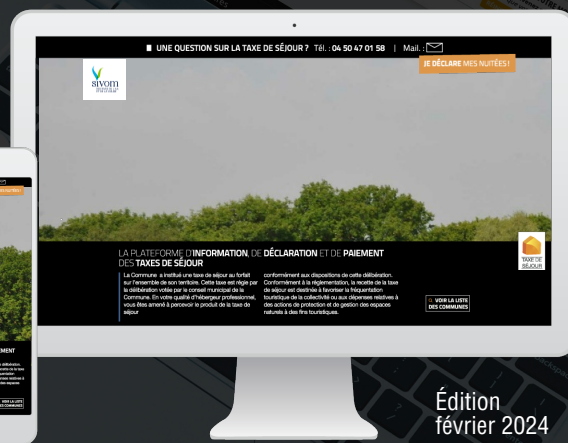 UNE QUESTION SUR LA TAXE DE SÉJOUR ? Tél. : 04 50 47 01 58 | Mail. :
JE DÉCLARE MES NUITÉES !
sivom
LA PLATEFORME D'INFORMATION, DE DÉCLARATION ET DE PAIEMENT
DES TAXES DE SÉJOUR
La Commune a institué une taxe de séjour au forfait
sur l'ensemble de son territoire. Cette taxe est régie par
la délibération votée par le conseil municipal de la
Commune. En votre qualité d'hébergeur professionnel,
vous êtes amené à percevoir le produit de la taxe de
séjour
conformément aux dispositions de cette délibération.
Conformément à la réglementation, la recette de la taxe
de séjour est destinée à favoriser la fréquentation
touristique de la collectivité ou aux dépenses relatives à
des actions de protection et de gestion des espaces
naturels à des fins touristiques.
TAXE DE
SÉJOUR
VOIR LA LISTE
DES COMMUNES
Édition
février 2024